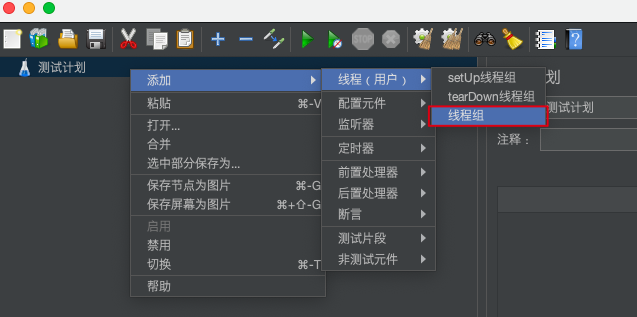 STOP
测试计划
添加
粘贴 ⌘-V
打开...
合并
选中部分保存为...
保存节点为图片 ⌘-G
保存屏幕为图片 ⌘+⇧-G
启用
禁用
切换 ⌘-T
帮助
线程（用户）
配置元件
监听器
定时器
前置处理器
后置处理器
断言
测试片段
非测试元件
setUp线程组
tearDown线程组
线程组
划
测试计划
注释：